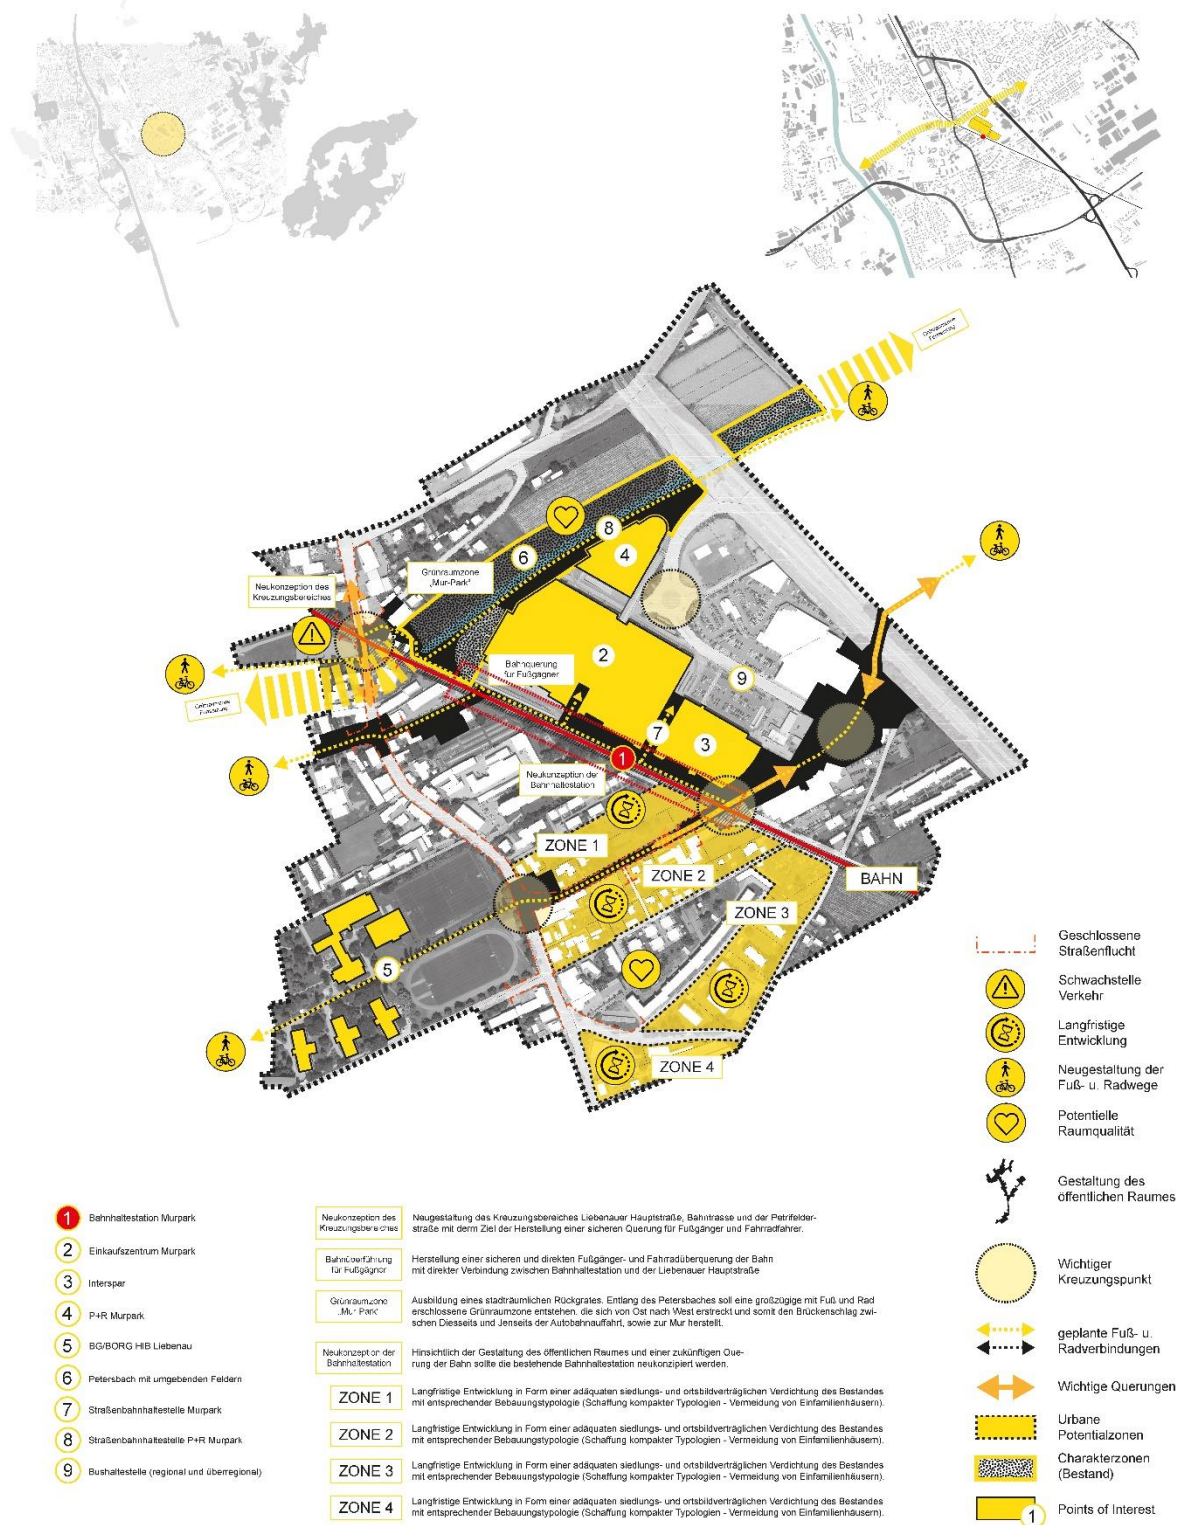 Grünraumzone
„Mur-Park“
Neukonzeption des
Kreuzungsbereiches
Bahnquerung
für Fußgägner
Neukonzeption der
Bahnhaltestation
1
2
3
4
5
6
7
8
9
ZONE 1
ZONE 2
ZONE 3
ZONE 4
BAHN
Geschlossene
Straßenflucht
Schwachstelle
Verkehr
Langfristige
Entwicklung
Neugestaltung der
Fuß- u. Radwege
Potentielle
Raumqualität
Gestaltung des
öffentlichen Raumes
Wichtiger
Kreuzungspunkt
geplante Fuß- u.
Radverbindungen
Wichtige Querungen
Urbane
Potentialzonen
Charakterzonen
(Bestand)
1 Points of Interest
1 Bahnhaltestation Murpark
2 Einkaufszentrum Murpark
3 Interspar
4 P+R Murpark
5 BG/BORG HIB Liebenau
6 Petersbach mit umgebenden Feldern
7 Straßenbahnhaltestelle Murpark
8 Straßenbahnhaltestelle P+R Murpark
9 Bushaltestelle (regional und überregional)
Neukonzeption des
Kreuzungsbereiches
Neugestaltung des Kreuzungsbereiches Liebenauer Hauptstraße, Bahntrasse und der Petrifelder-
straße mit derm Ziel der Herstellung einer sicheren Querung für Fußgänger und Fahrradfahrer.
Bahnüberführung
für Fußgägner
Herstellung einer sicheren und direkten Fußgänger- und Fahrradüberquerung der Bahn
mit direkter Verbindung zwischen Bahnhaltestation und der Liebenauer Hauptstraße
Grünraumzone
„Mur Park“
Ausbildung eines stadträumlichen Rückgrates. Entlang des Petersbaches soll eine großzügige mit Fuß und Rad
erschlossene Grünraumzone entstehen, die sich von Ost nach West erstreckt und somit den Brückenschlag zwi-
schen Diesseits und Jenseits der Autobahnauffahrt, sowie zur Mur herstellt.
Neukonzeption der
Bahnhaltestation
Hinsichtlich der Gestaltung des öffentlichen Raumes und einer zukünftigen Que-
rung der Bahn sollte die bestehende Bahnhaltestation neukonzipiert werden.
ZONE 1
Langfristige Entwicklung in Form einer adäquaten siedlungs- und ortsbildverträglichen Verdichtung des Bestandes
mit entsprechender Bebauungstypologie (Schaffung kompakter Typologien - Vermeidung von Einfamilienhäusern).
ZONE 2
Langfristige Entwicklung in Form einer adäquaten siedlungs- und ortsbildverträglichen Verdichtung des Bestandes
mit entsprechender Bebauungstypologie (Schaffung kompakter Typologien - Vermeidung von Einfamilienhäusern).
ZONE 3
Langfristige Entwicklung in Form einer adäquaten siedlungs- und ortsbildverträglichen Verdichtung des Bestandes
mit entsprechender Bebauungstypologie (Schaffung kompakter Typologien - Vermeidung von Einfamilienhäusern).
ZONE 4
Langfristige Entwicklung in Form einer adäquaten siedlungs- und ortsbildverträglichen Verdichtung des Bestandes
mit entsprechender Bebauungstypologie (Schaffung kompakter Typologien - Vermeidung von Einfamilienhäusern).